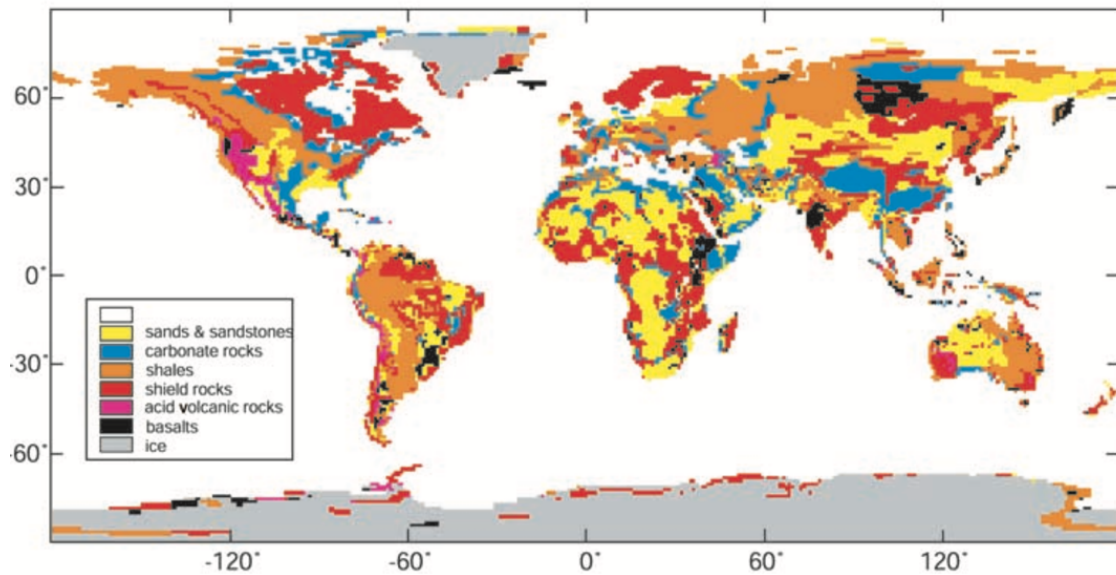 60°
30°
0°
-30°
-60°
sands & sandstones
carbonate rocks
shales
shield rocks
acid volcanic rocks
basalts
ice
-120° -60° 0° 60° 120°